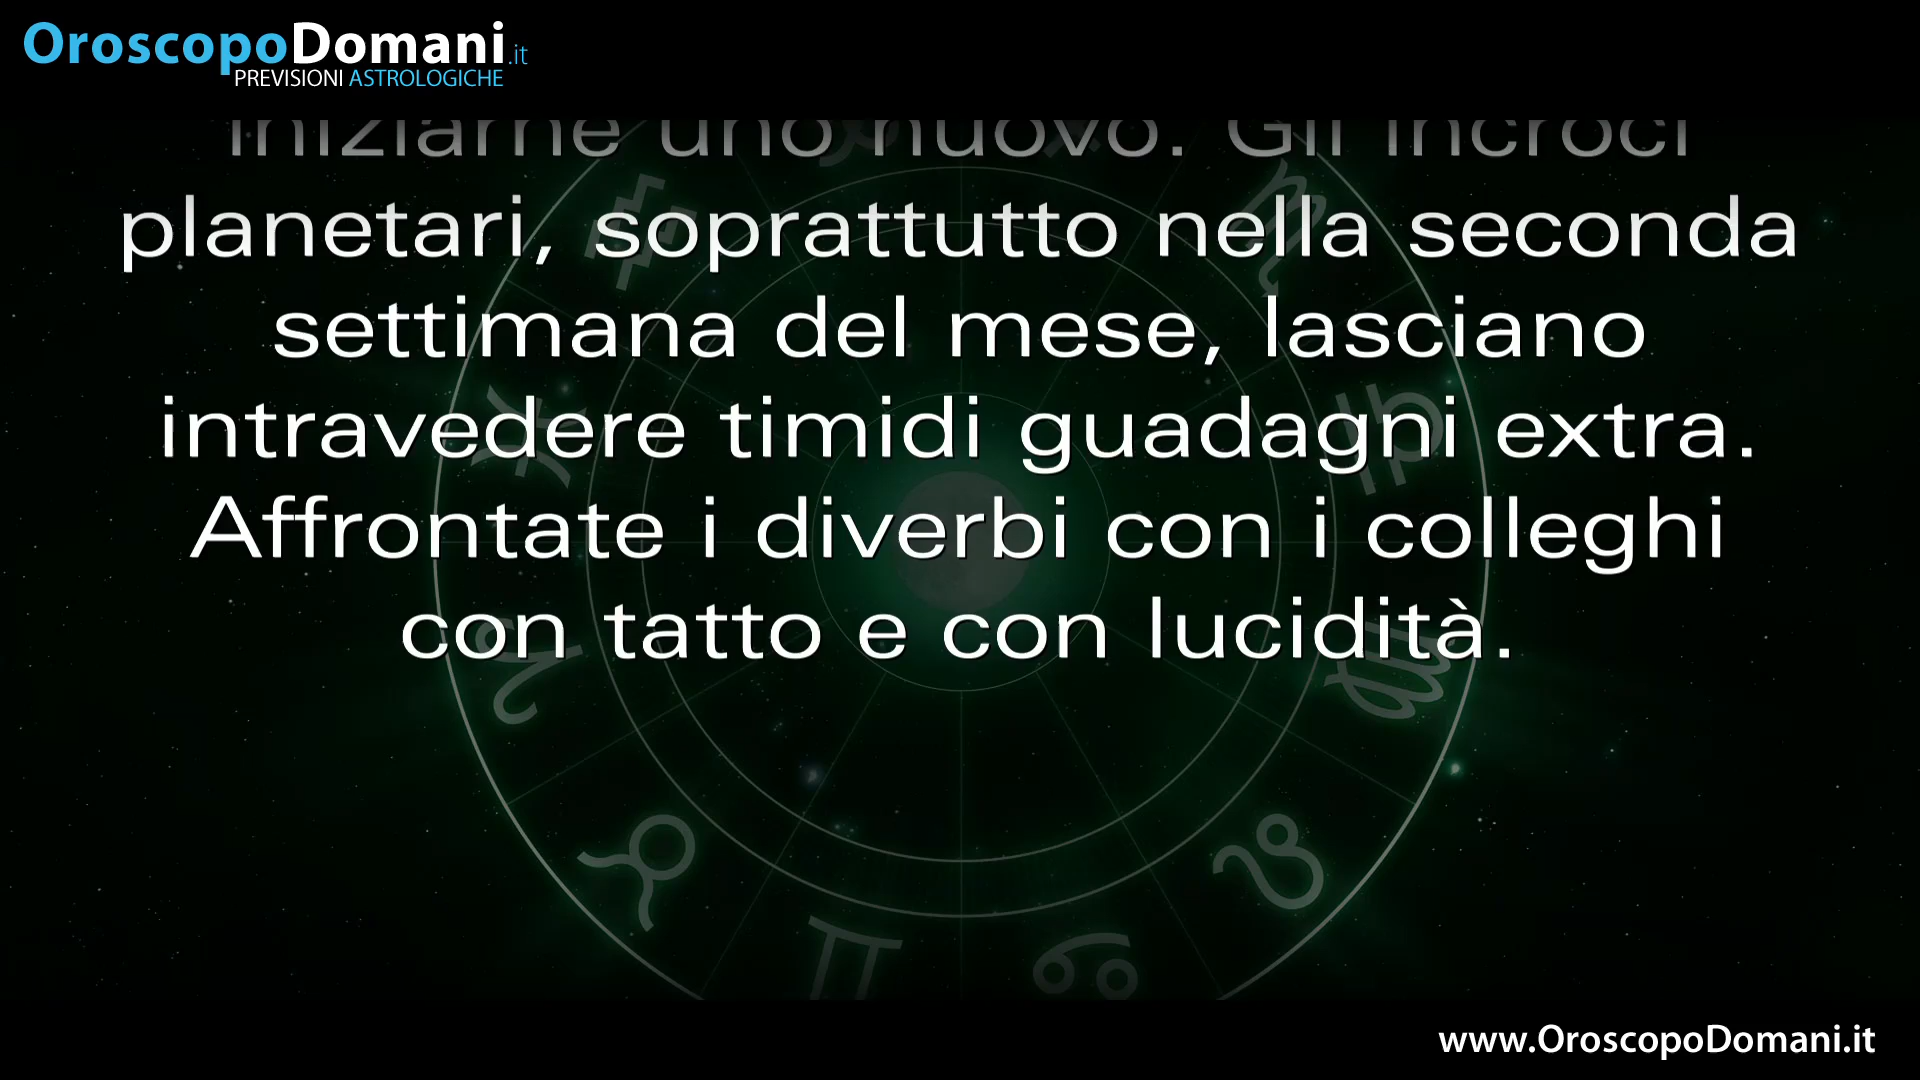 OroscopoDomani.it
PREVISIONI ASTROLOGICHE
iniziarne uno nuovo. Gli incroci
planetari, soprattutto nella seconda
settimana del mese, lasciano
intravedere timidi guadagni extra.
Affrontate i diverbi con i colleghi
con tatto e con lucidità.
www.OroscopoDomani.it